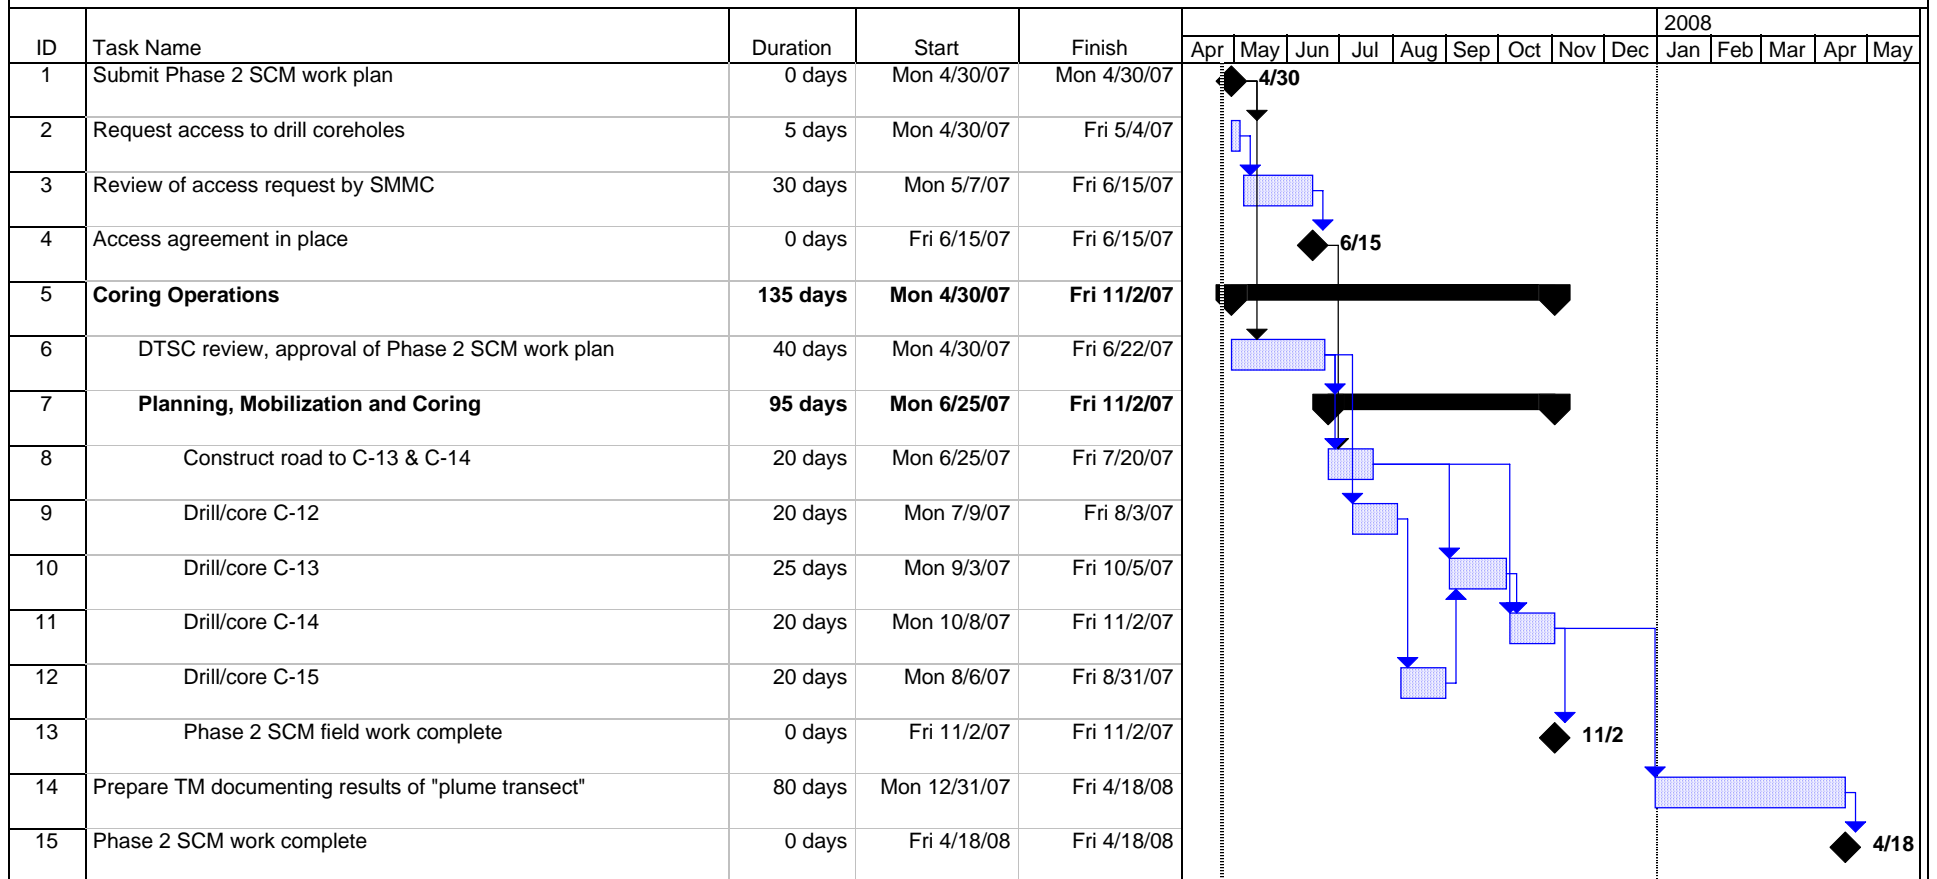 2008
ID Task Name Duration Start Finish Apr May Jun Jul Aug Sep Oct Nov Dec Jan Feb Mar Apr May
1 Submit Phase 2 SCM work plan 0 days Mon 4/30/07 Mon 4/30/07 4/30
2 Request access to drill coreholes 5 days Mon 4/30/07 Fri 5/4/07
3 Review of access request by SMMC 30 days Mon 5/7/07 Fri 6/15/07
4 Access agreement in place 0 days Fri 6/15/07 Fri 6/15/07 6/15
5 Coring Operations 135 days Mon 4/30/07 Fri 11/2/07
6 DTSC review, approval of Phase 2 SCM work plan 40 days Mon 4/30/07 Fri 6/22/07
7 Planning, Mobilization and Coring 95 days Mon 6/25/07 Fri 11/2/07
8 Construct road to C-13 & C-14 20 days Mon 6/25/07 Fri 7/20/07
9 Drill/core C-12 20 days Mon 7/9/07 Fri 8/3/07
10 Drill/core C-13 25 days Mon 9/3/07 Fri 10/5/07
11 Drill/core C-14 20 days Mon 10/8/07 Fri 11/2/07
12 Drill/core C-15 20 days Mon 8/6/07 Fri 8/31/07
13 Phase 2 SCM field work complete 0 days Fri 11/2/07 Fri 11/2/07 11/2
14 Prepare TM documenting results of "plume transect" 80 days Mon 12/31/07 Fri 4/18/08
15 Phase 2 SCM work complete 0 days Fri 4/18/08 Fri 4/18/08 4/18